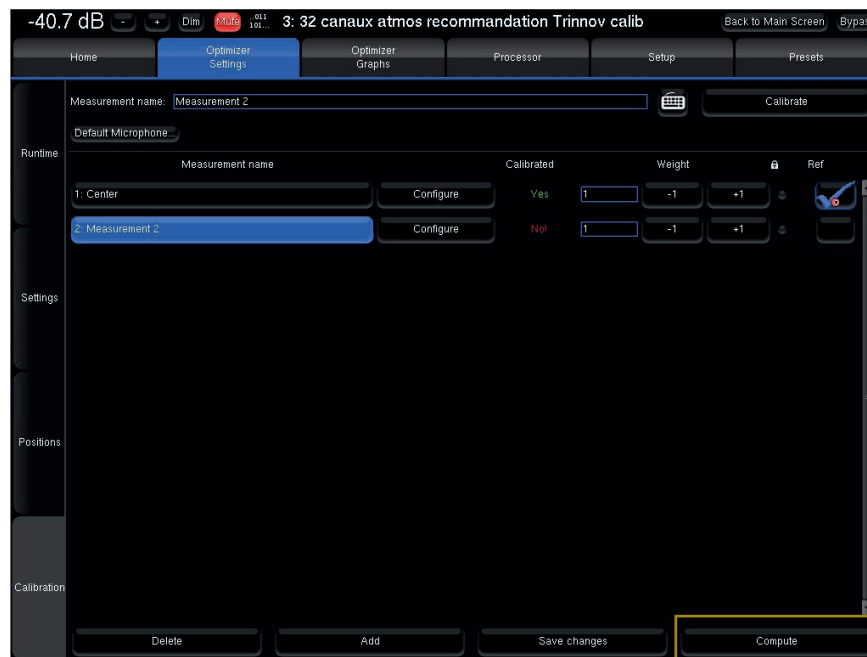 -40.7 dB - + Dim Mute ..011 101... 3: 32 canaux atmos recommandation Trinnov calib Back to Main Screen Bypas
Home Optimizer Settings Optimizer Graphs Processor Setup Presets
Measurement name: Measurement 2 Calibrate
Default Microphone...
Runtime
Measurement name Calibrated Weight Ref
1: Center Configure Yes 1 -1 +1
2: Measurement 2 Configure No! 1 -1 +1
Settings
Positions
Calibration
Delete Add Save changes Compute